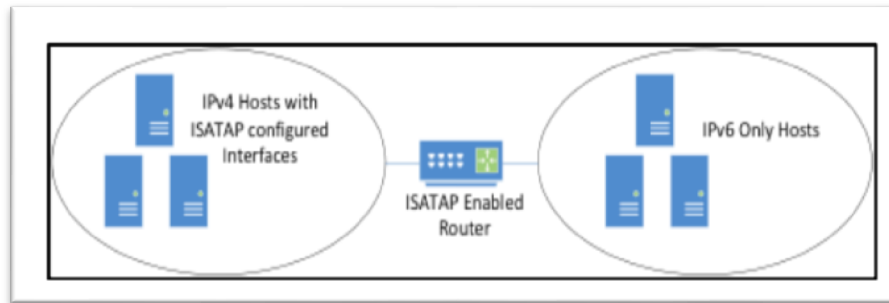 IPv4 Hosts with
ISATAP configured
Interfaces
ISATAP Enabled
Router
IPv6 Only Hosts